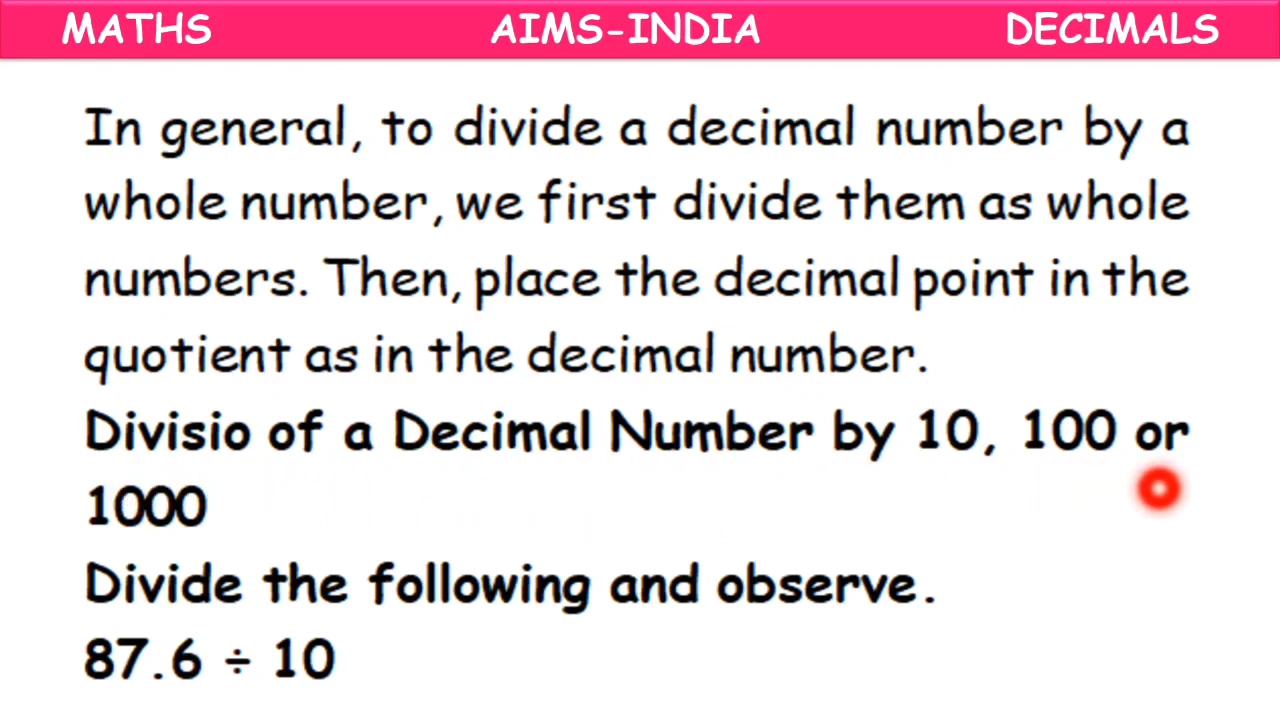 MATHS AIMS-INDIA DECIMALS
In general, to divide a decimal number by a
whole number, we first divide them as whole
numbers. Then, place the decimal point in the
quotient as in the decimal number.
Divisio of a Decimal Number by 10, 100 or
1000
Divide the following and observe.
87.6 ÷ 10